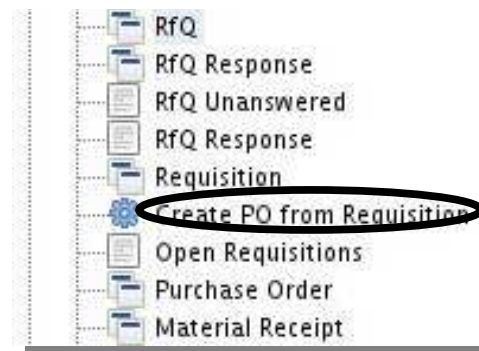 RfQ
RfQ Response
RfQ Unanswered
RfQ Response
Requisition
Create PO from Requisition
Open Requisitions
Purchase Order
Material Receipt